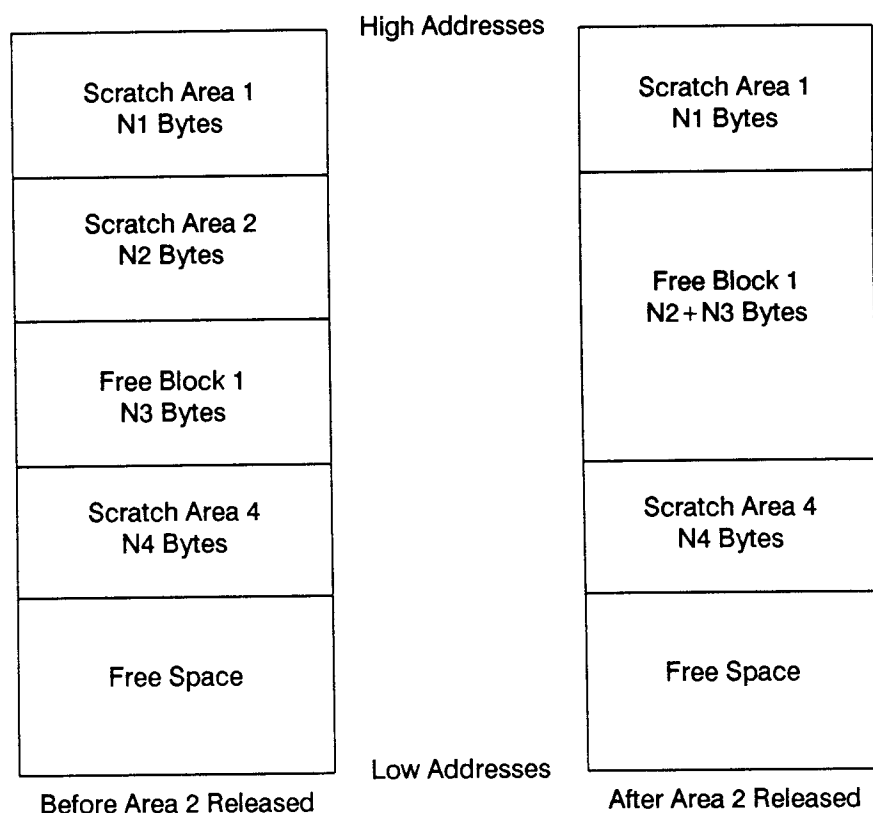 High Addresses
Scratch Area 1
N1 Bytes
Scratch Area 2
N2 Bytes
Free Block 1
N3 Bytes
Scratch Area 4
N4 Bytes
Free Space
Low Addresses
Before Area 2 Released
Scratch Area 1
N1 Bytes
Free Block 1
N2+N3 Bytes
Scratch Area 4
N4 Bytes
Free Space
After Area 2 Released